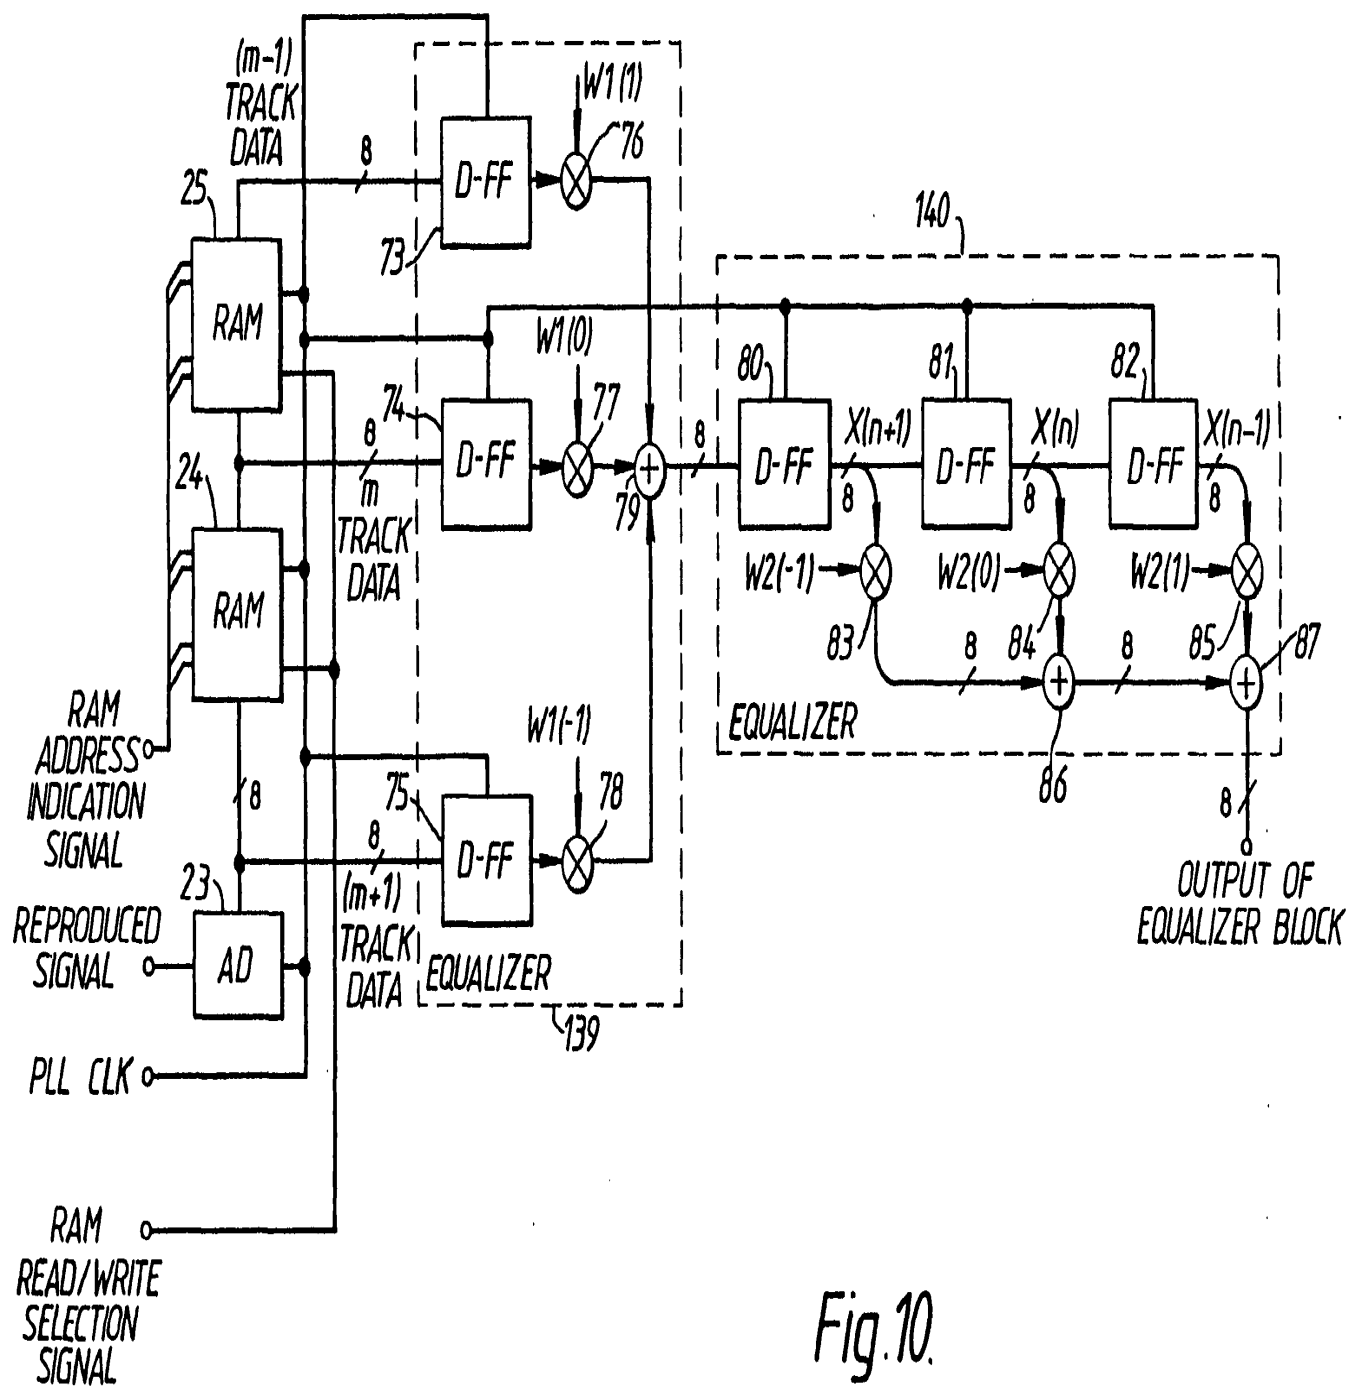 (m-1)
TRACK
DATA
W1(1)
76
8
D-FF
25
73
140
RAM
W1(0)
80
81
82
74
77
8
D-FF
8
D-FF
X(n+1)
D-FF
X(n)
D-FF
X(n-1)
8
8
8
24
m
TRACK
DATA
79
RAM
W2(-1)
W2(0)
W2(1)
83
8
84
8
85
87
EQUALIZER
86
RAM
ADDRESS
INDICATION
SIGNAL
W1(-1)
8
75
78
8
D-FF
8
OUTPUT OF
EQUALIZER BLOCK
23
(m+1)
TRACK
DATA
REPRODUCED
SIGNAL
AD
EQUALIZER
139
PLL CLK
RAM
READ/WRITE
SELECTION
SIGNAL
Fig.10.